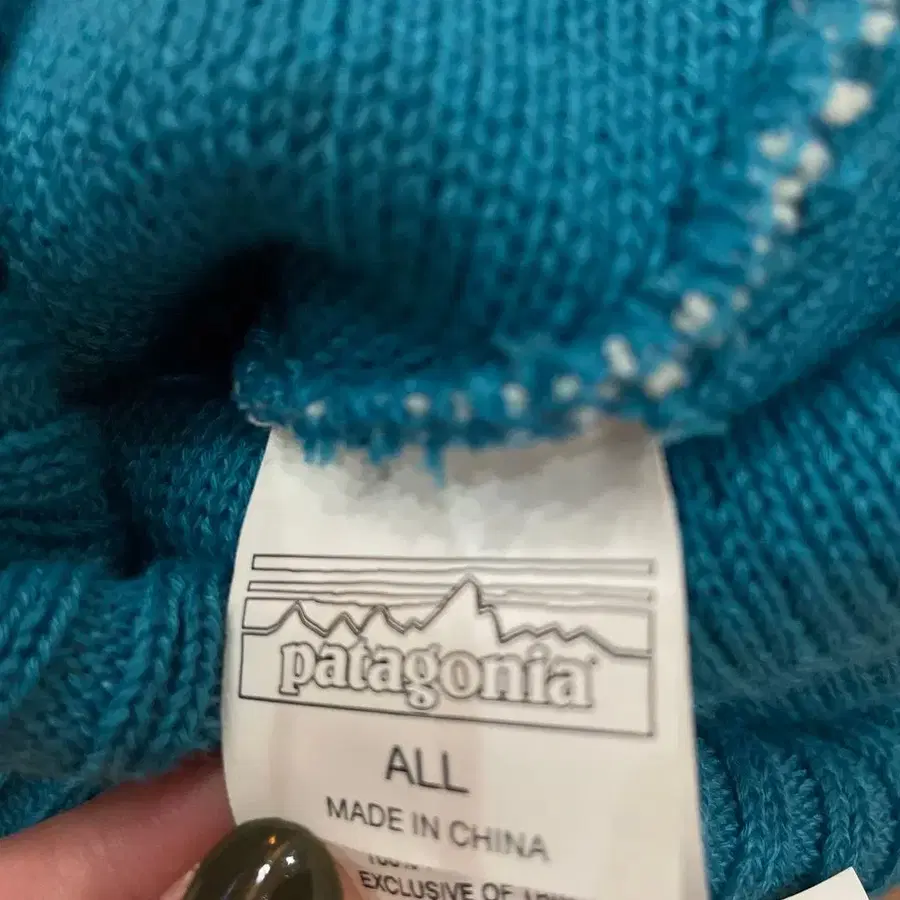 patagonia
ALL
MADE IN CHINA
EXCLUSIVE OF